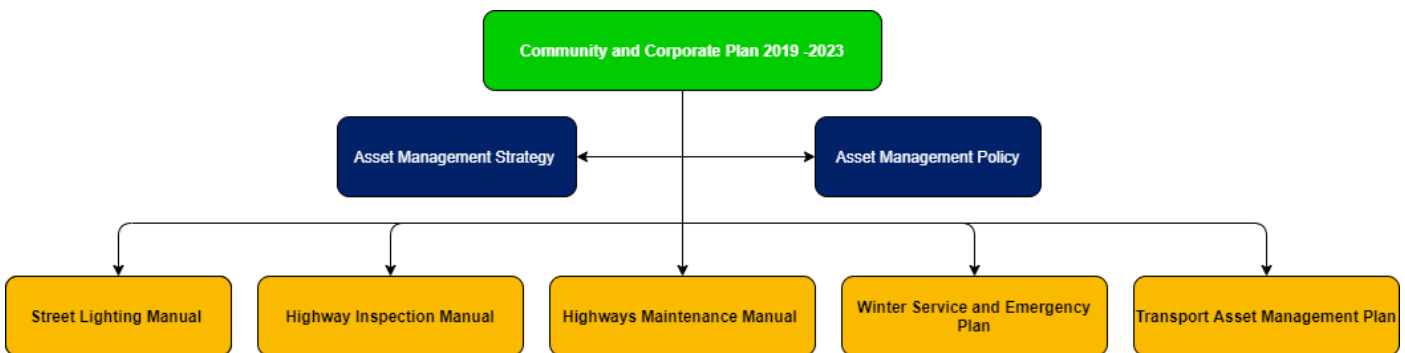 Community and Corporate Plan 2019 -2023
Asset Management Strategy
Asset Management Policy
Street Lighting Manual
Highway Inspection Manual
Highways Maintenance Manual
Winter Service and Emergency
Plan
Transport Asset Management Plan